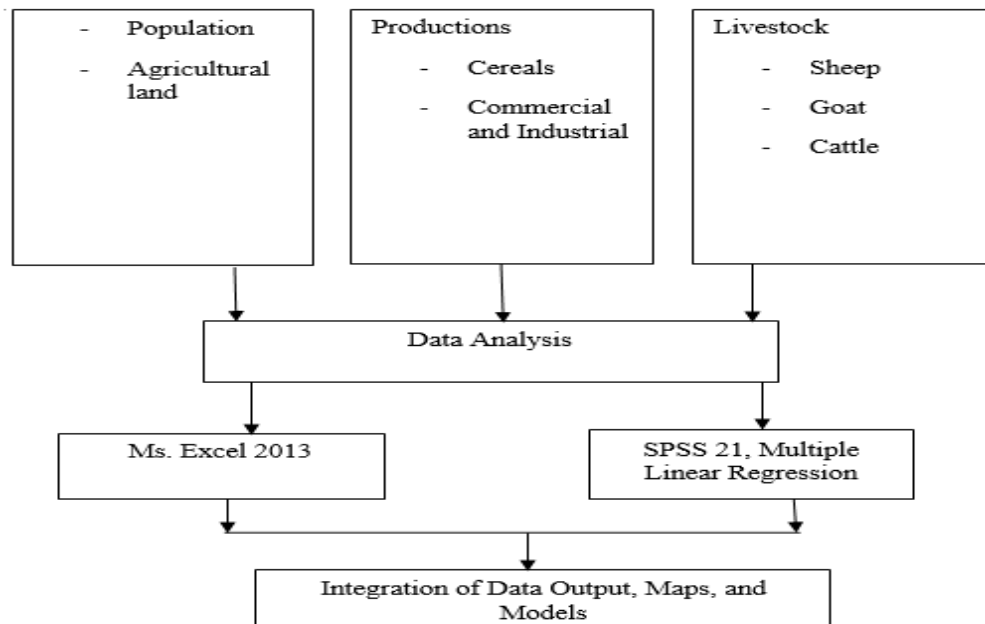 - Population
- Agricultural
land
Productions
- Cereals
- Commercial
and Industrial
Livestock
- Sheep
- Goat
- Cattle
Data Analysis
Ms. Excel 2013
SPSS 21, Multiple
Linear Regression
Integration of Data Output, Maps, and
Models